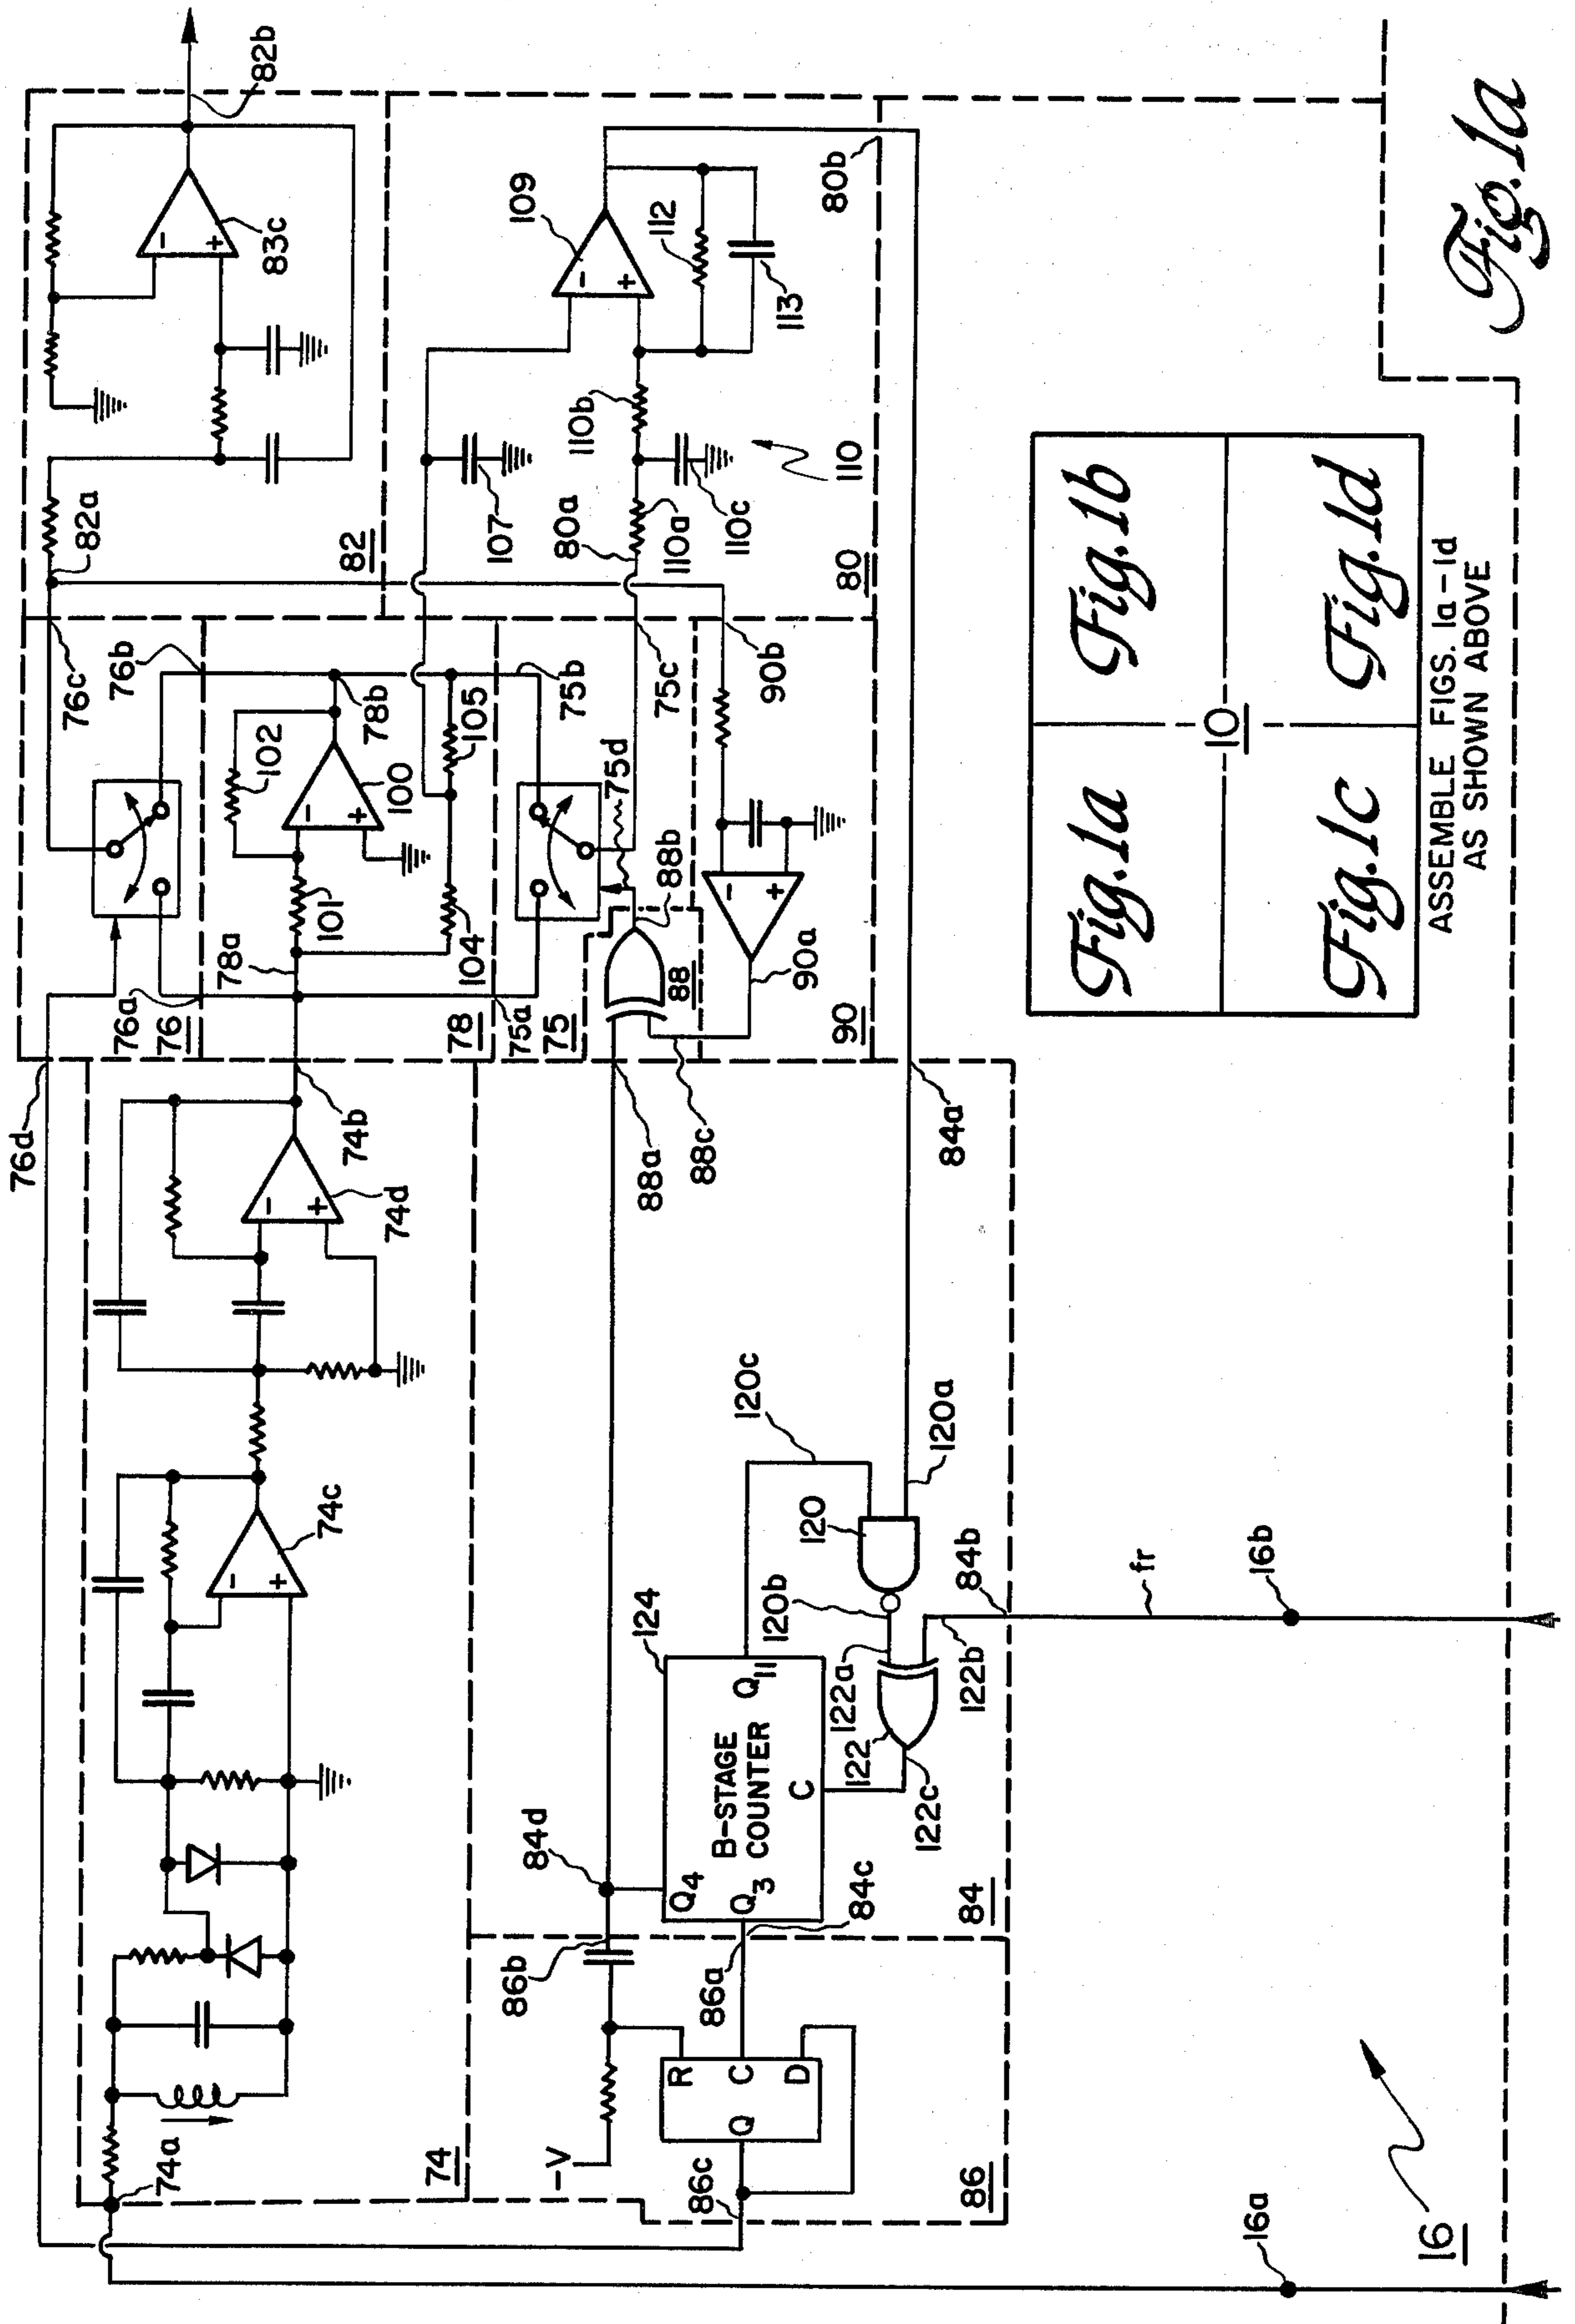 76d
74a
74
74c
74d
74b
76a
76
76b
76c
78a
101
102
100
78b
78
104
105
75a
75
75b
75c
75d
82a
82
83c
82b
107
80a
110a
110b
110c
110
109
112
113
80
80b
88a
88b
88c
88
90a
90b
90
84a
84d
84c
84b
84
Q4
Q3
Q11
C
B-STAGE
COUNTER
124
120
120a
120b
120c
122
122a
122b
122c
86b
86a
86c
86
-V
R
C
D
Q
fr
16a
16b
16
Fig.1a
Fig.1b
10
Fig.1c
Fig.1d
ASSEMBLE FIGS. 1a-1d
AS SHOWN ABOVE
Fig.1a
-
+
-
+
-
+
-
+
-
+
-
+